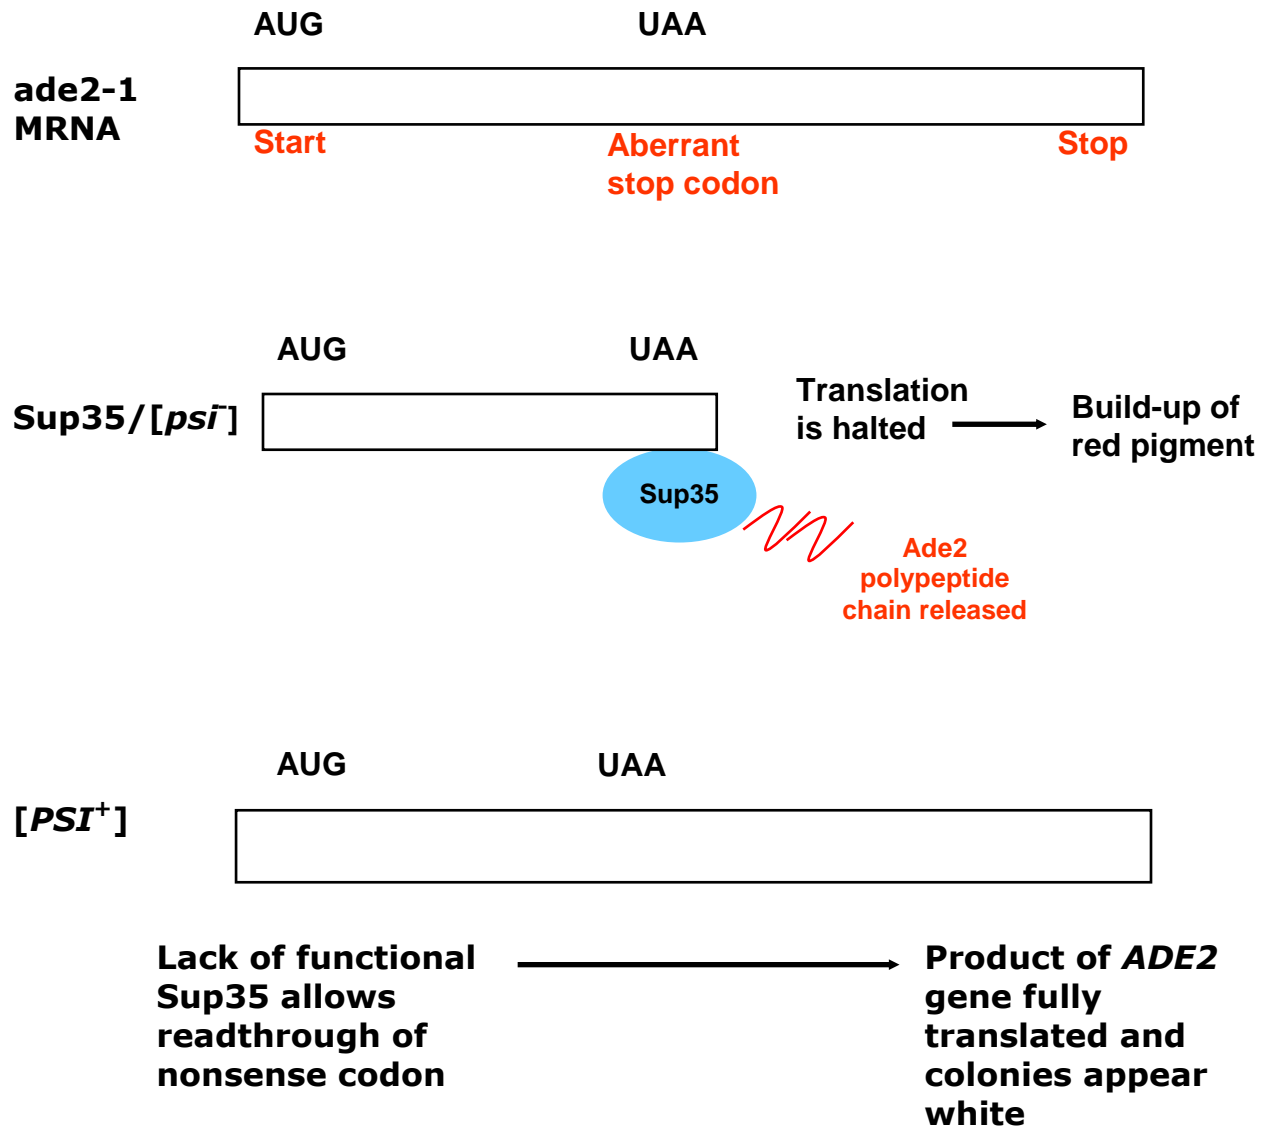 AUG UAA
ade2-1
MRNA
Start
Aberrant
stop codon
Stop
AUG UAA
Sup35/[psi-]
Translation
is halted
Build-up of
red pigment
Sup35
Ade2
polypeptide
chain released
AUG UAA
[PSI+]
Lack of functional
Sup35 allows
readthrough of
nonsense codon
Product of ADE2
gene fully
translated and
colonies appear
white